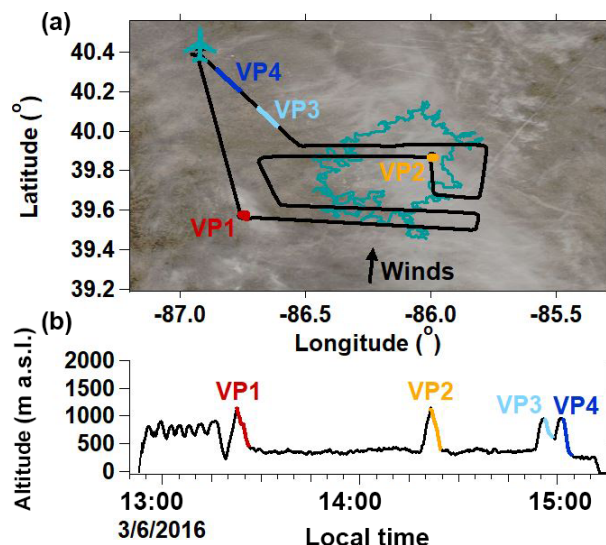 (a)
40.4
40.2
40.0
39.8
39.6
39.4
39.2
Latitude (°)
VP4
VP3
VP2
VP1
Winds
-87.0 -86.5 -86.0 -85.5
Longitude (°)
(b)
2000
1500
1000
500
0
Altitude (m a.s.l.)
VP1 VP2 VP3 VP4
13:00 14:00 15:00
3/6/2016
Local time